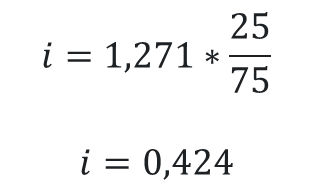 i = 1,271 * 25/75
i = 0,424